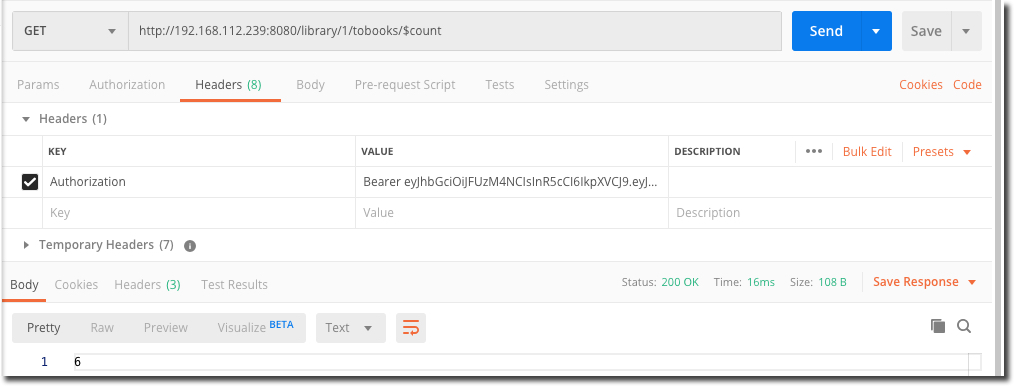 GET http://192.168.112.239:8080/library/1/tobooks/$count Send Save
Params Authorization Headers (8) Body Pre-request Script Tests Settings Cookies Code
Headers (1)
KEY VALUE DESCRIPTION ••• Bulk Edit Presets
Authorization Bearer eyJhbGciOiJFUzM4NCIsInR5cCI6IkpXVCJ9.eyJ...
Key Value Description
Temporary Headers (7) i
Body Cookies Headers (3) Test Results Status: 200 OK Time: 16ms Size: 108 B Save Response
Pretty Raw Preview Visualize BETA Text
1 6